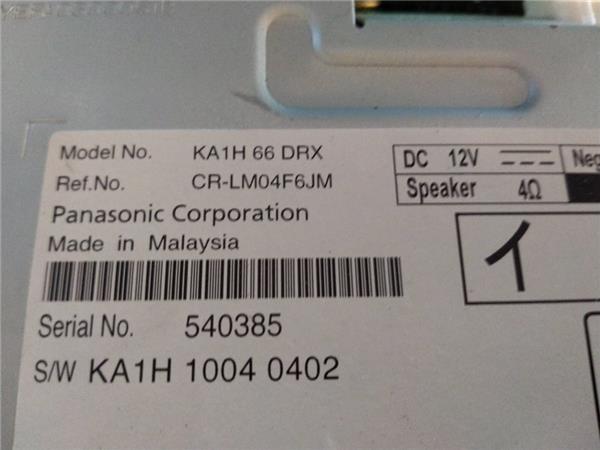 Model No. KA1H 66 DRX
Ref.No. CR-LM04F6JM
Panasonic Corporation
Made in Malaysia
Serial No. 540385
S/W KA1H 1004 0402
DC 12V Neg
Speaker 4Ω
イ